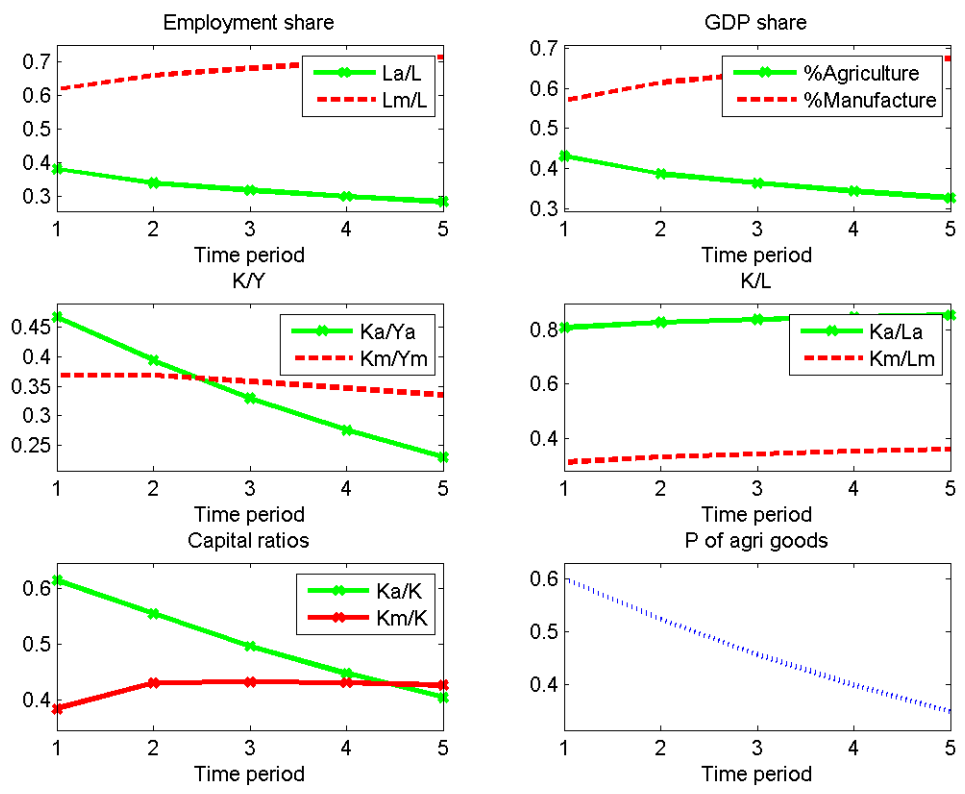 Employment share
0.7
0.6
0.5
0.4
0.3
La/L
Lm/L
1 2 3 4 5
Time period
GDP share
0.7
0.6
0.5
0.4
0.3
%Agriculture
%Manufacture
1 2 3 4 5
Time period
K/Y
0.45
0.4
0.35
0.3
0.25
Ka/Ya
Km/Ym
1 2 3 4 5
Time period
K/L
0.8
0.6
0.4
Ka/La
Km/Lm
1 2 3 4 5
Time period
Capital ratios
0.6
0.5
0.4
Ka/K
Km/K
1 2 3 4 5
Time period
P of agri goods
0.6
0.5
0.4
1 2 3 4 5
Time period